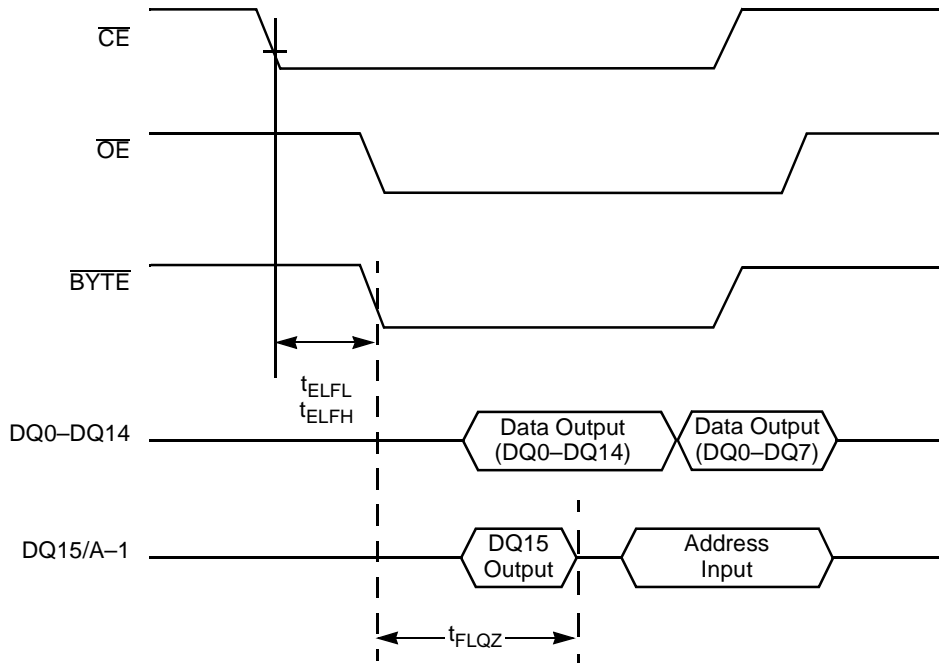 CE
OE
BYTE
tELFL
tELFH
DQ0–DQ14
Data Output
(DQ0–DQ14)
Data Output
(DQ0–DQ7)
DQ15/A–1
DQ15
Output
Address
Input
tFLQZ